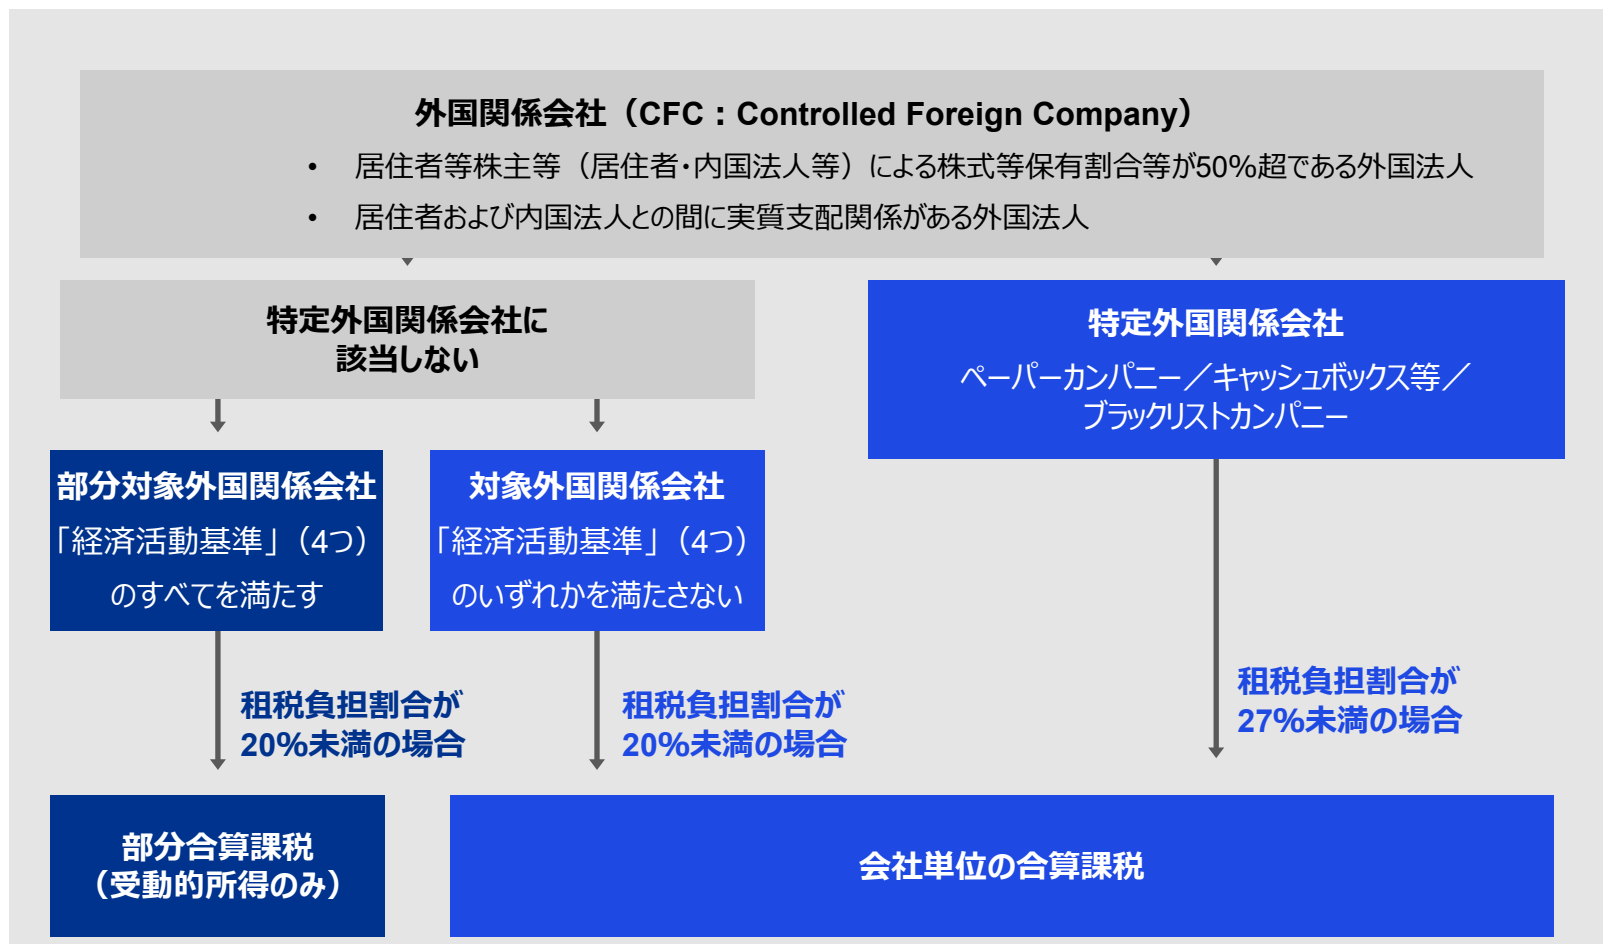 外国関係会社（CFC：Controlled Foreign Company）
• 居住者等株主等（居住者・内国法人等）による株式等保有割合等が50％超である外国法人
• 居住者および内国法人との間に実質支配関係がある外国法人
特定外国関係会社に
該当しない
特定外国関係会社
ペーパーカンパニー／キャッシュボックス等／
ブラックリストカンパニー
部分対象外国関係会社
「経済活動基準」（4つ）
のすべてを満たす
対象外国関係会社
「経済活動基準」（4つ）
のいずれかを満たさない
租税負担割合が
20％未満の場合
租税負担割合が
20％未満の場合
租税負担割合が
27％未満の場合
部分合算課税
（受動的所得のみ）
会社単位の合算課税